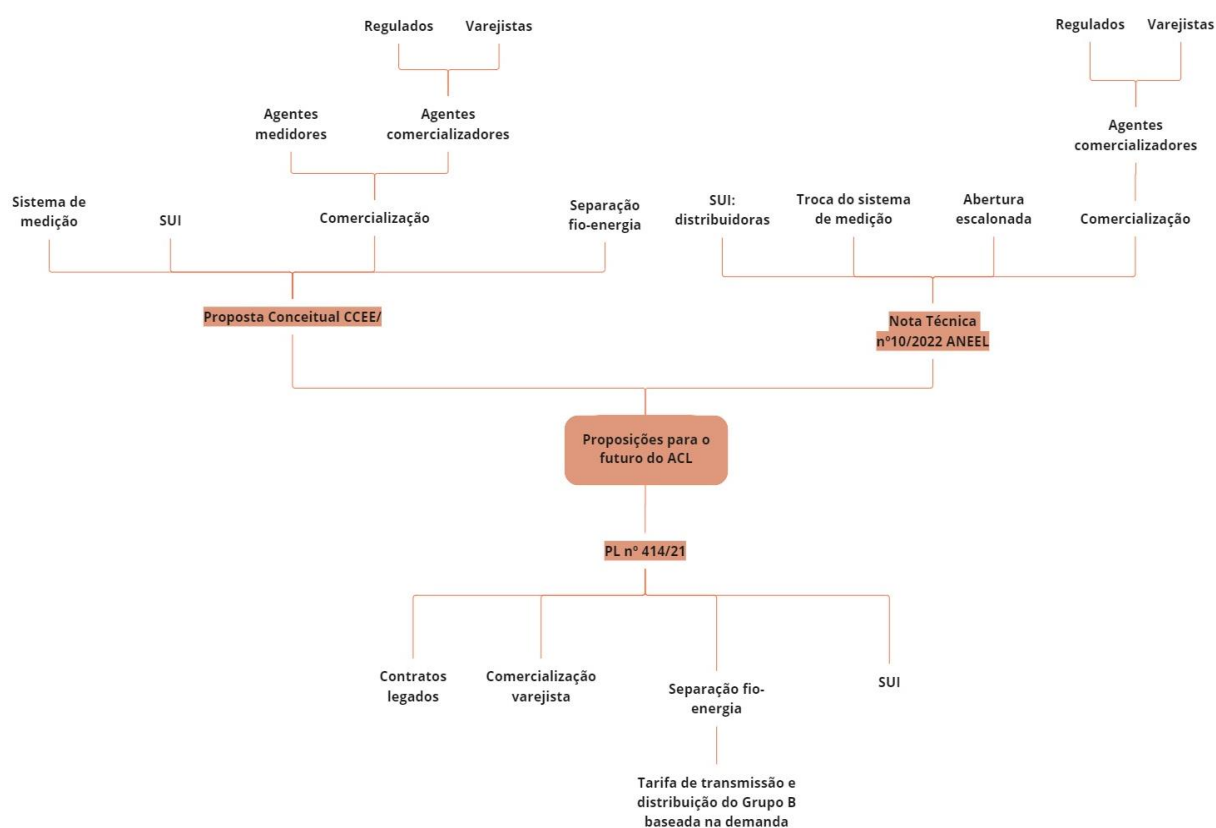 Regulados
Varejistas
Regulados
Varejistas
Agentes
medidores
Agentes
comercializadores
Agentes
comercializadores
Sistema de
medição
SUI
Comercialização
Separação
fio-energia
SUI:
distribuidoras
Troca do sistema
de medição
Abertura
escalonada
Comercialização
Proposta Conceitual CCEE/
Nota Técnica
nº10/2022 ANEEL
Proposições para o
futuro do ACL
PL nº 414/21
Contratos
legados
Comercialização
varejista
Separação fio-
energia
SUI
Tarifa de transmissão e
distribuição do Grupo B
baseada na demanda